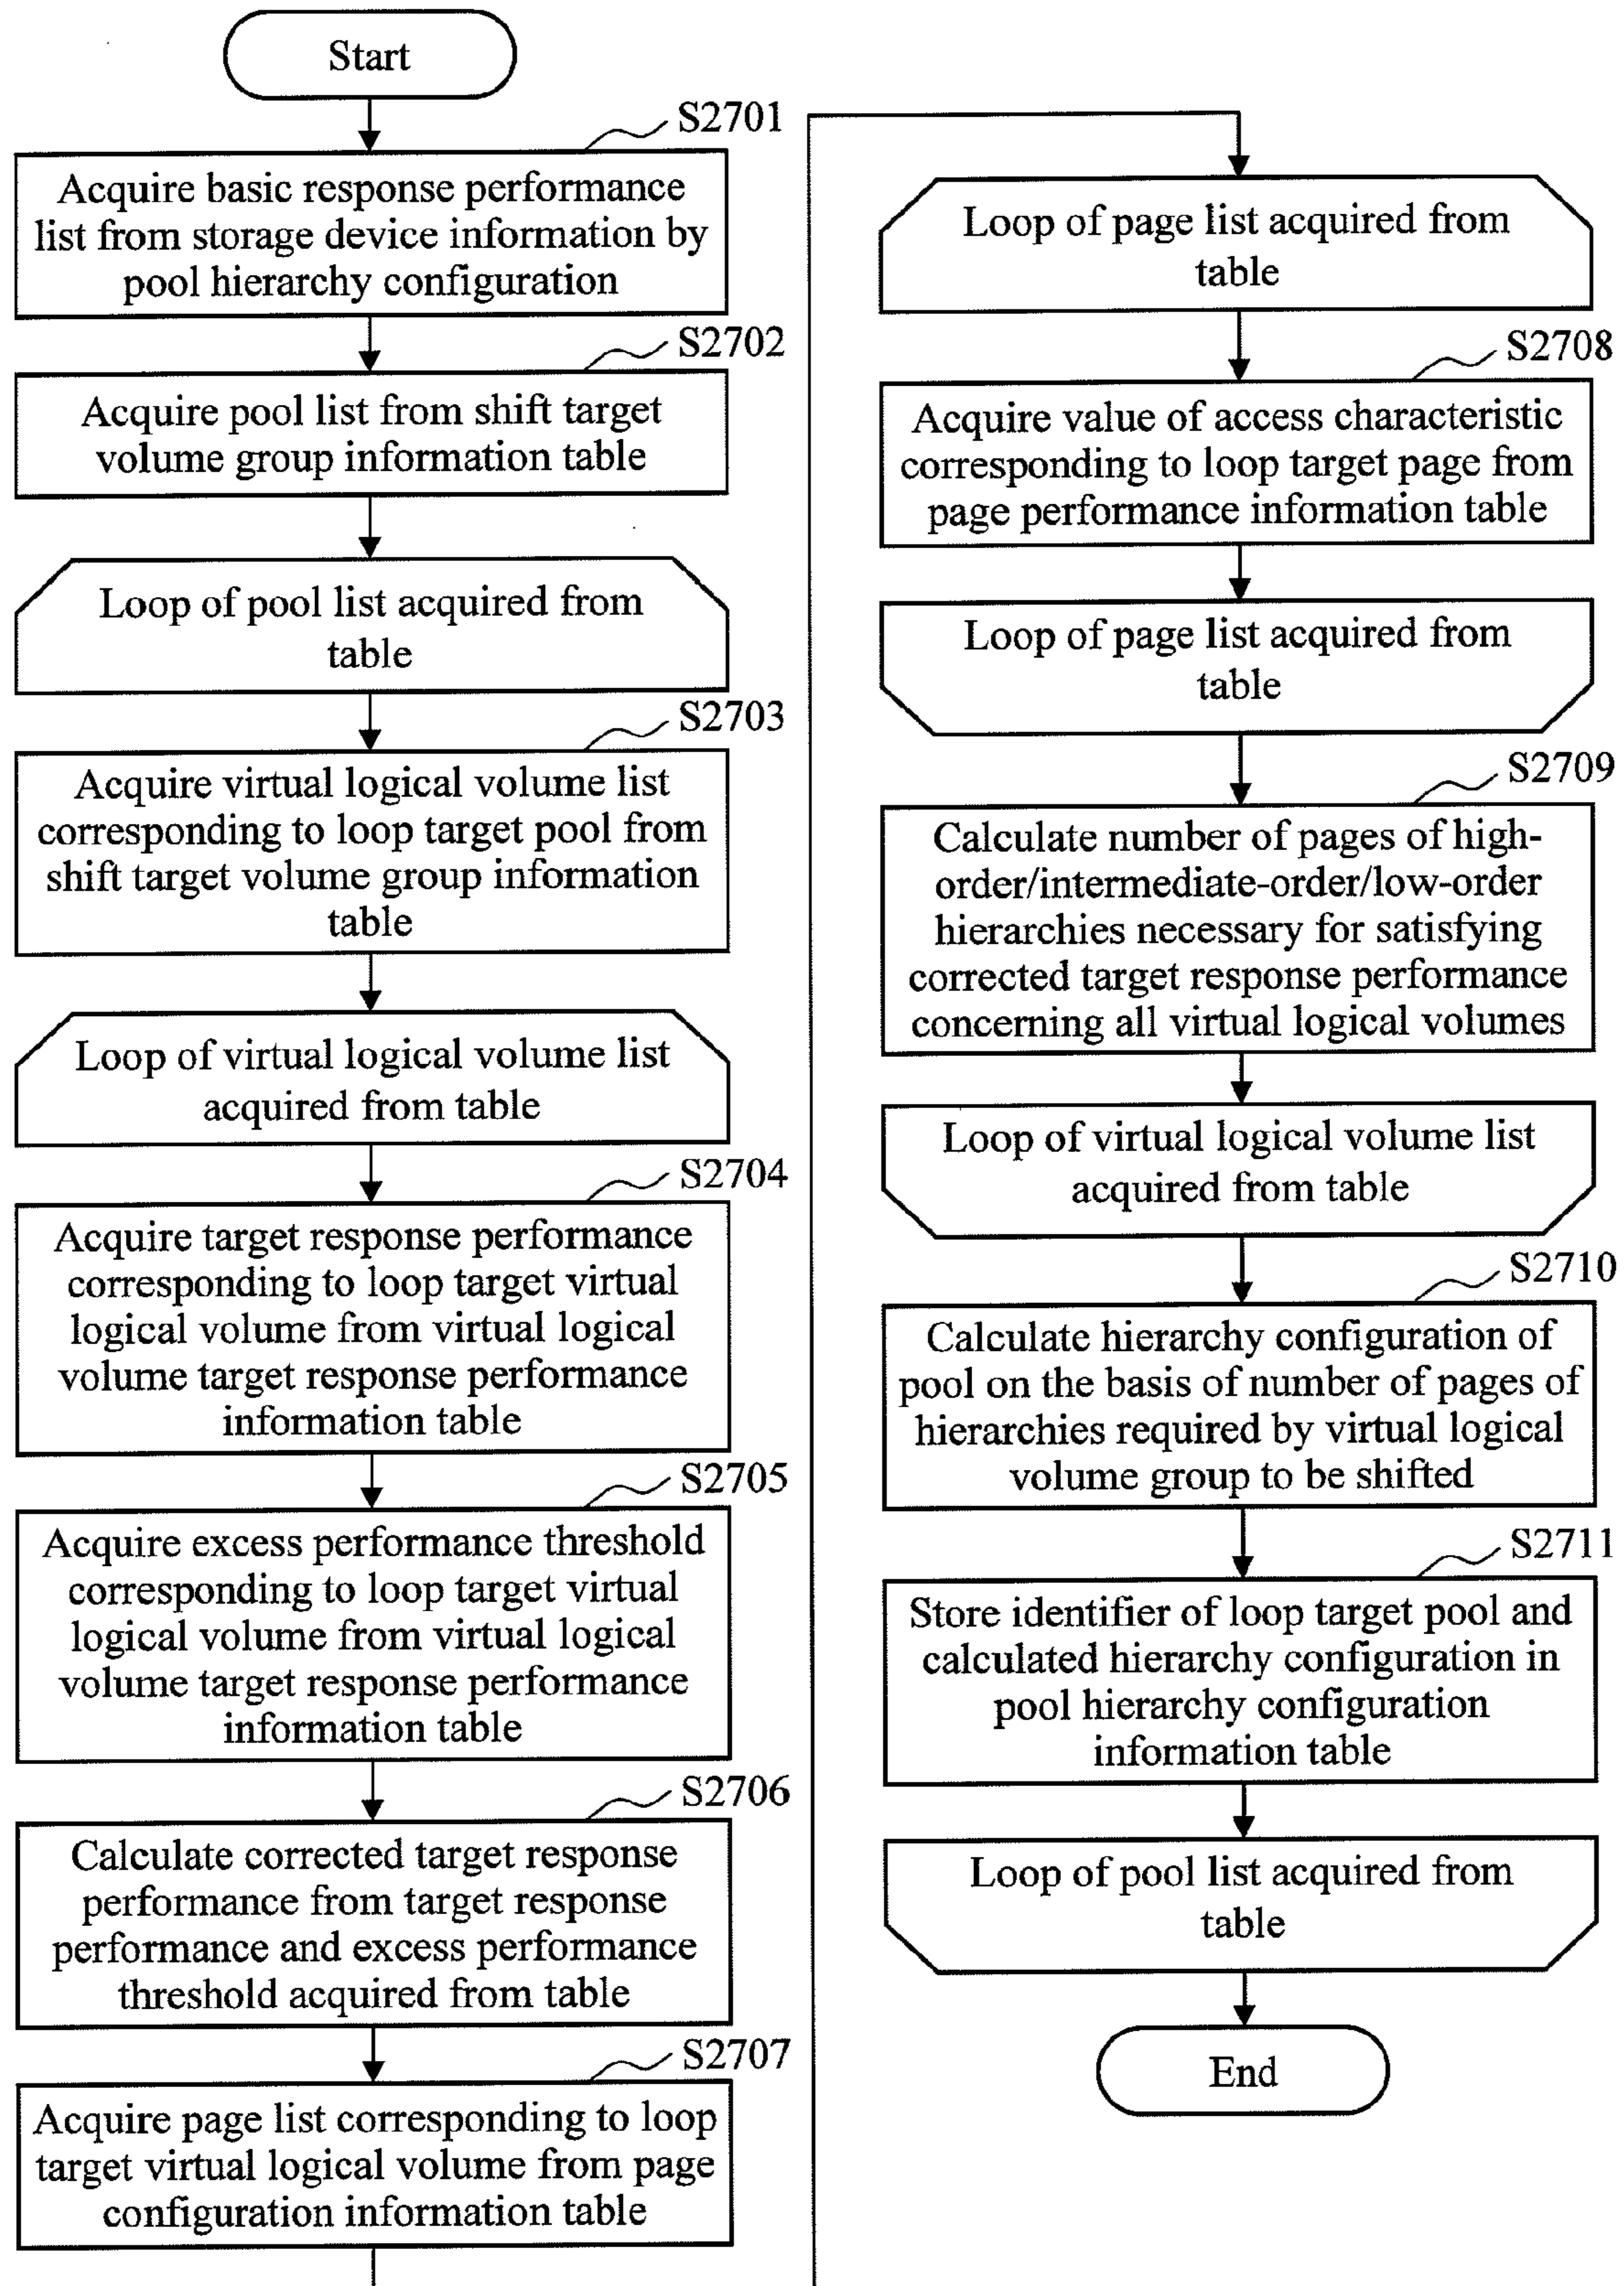 Start
S2701
Acquire basic response performance
list from storage device information by
pool hierarchy configuration
S2702
Acquire pool list from shift target
volume group information table
Loop of pool list acquired from
table
S2703
Acquire virtual logical volume list
corresponding to loop target pool from
shift target volume group information
table
Loop of virtual logical volume list
acquired from table
S2704
Acquire target response performance
corresponding to loop target virtual
logical volume from virtual logical
volume target response performance
information table
S2705
Acquire excess performance threshold
corresponding to loop target virtual
logical volume from virtual logical
volume target response performance
information table
S2706
Calculate corrected target response
performance from target response
performance and excess performance
threshold acquired from table
S2707
Acquire page list corresponding to loop
target virtual logical volume from page
configuration information table
Loop of page list acquired from
table
S2708
Acquire value of access characteristic
corresponding to loop target page from
page performance information table
Loop of page list acquired from
table
S2709
Calculate number of pages of high-
order/intermediate-order/low-order
hierarchies necessary for satisfying
corrected target response performance
concerning all virtual logical volumes
Loop of virtual logical volume list
acquired from table
S2710
Calculate hierarchy configuration of
pool on the basis of number of pages of
hierarchies required by virtual logical
volume group to be shifted
S2711
Store identifier of loop target pool and
calculated hierarchy configuration in
pool hierarchy configuration
information table
Loop of pool list acquired from
table
End